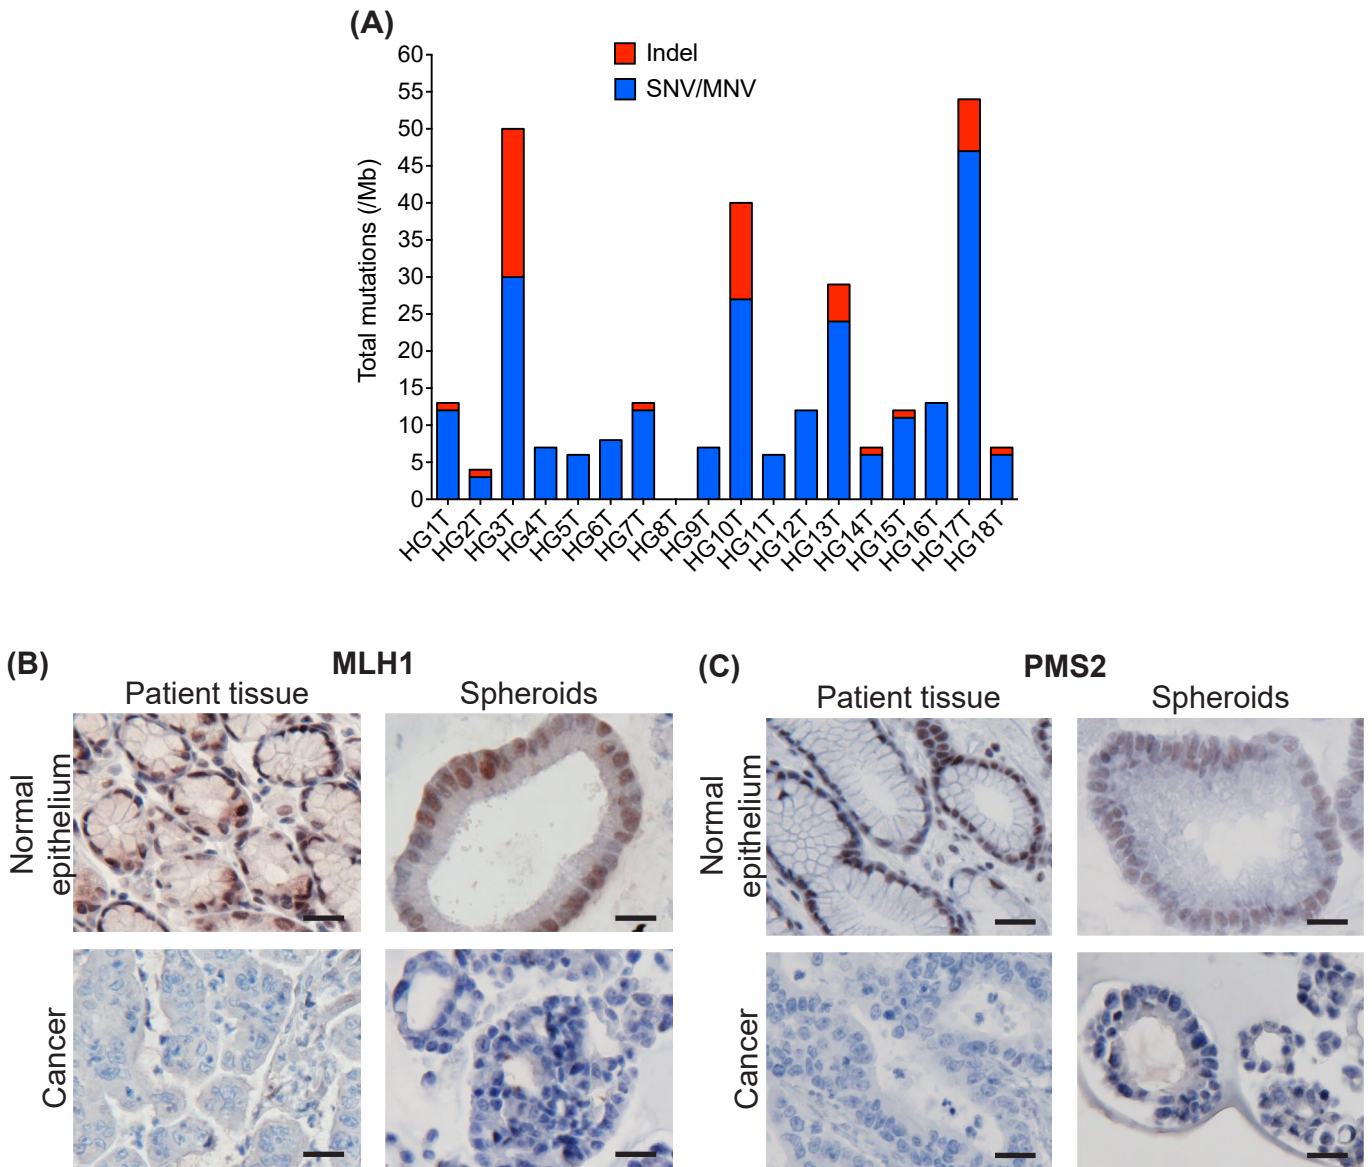 (A)
Indel
SNV/MNV
Total mutations (/Mb)
60
55
50
45
40
35
30
25
20
15
10
5
0
HG1T
HG2T
HG3T
HG4T
HG5T
HG6T
HG7T
HG8T
HG9T
HG10T
HG11T
HG12T
HG13T
HG14T
HG15T
HG16T
HG17T
HG18T
(B)
MLH1
Patient tissue
Spheroids
Normal
epithelium
Cancer
(C)
PMS2
Patient tissue
Spheroids
Normal
epithelium
Cancer